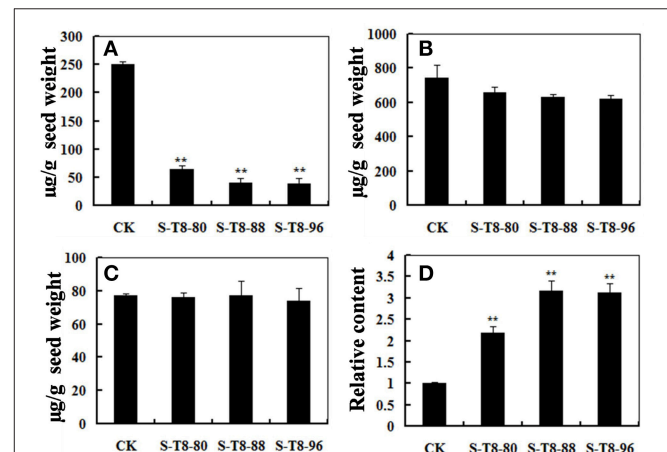 A
µg/g seed weight
300
250
200
150
100
50
0
**
**
**
CK S-T8-80 S-T8-88 S-T8-96
B
µg/g seed weight
1000
800
600
400
200
0
CK S-T8-80 S-T8-88 S-T8-96
C
µg/g seed weight
100
80
60
40
20
0
CK S-T8-80 S-T8-88 S-T8-96
D
Relative content
4
3.5
3
2.5
2
1.5
1
0.5
0
**
**
**
CK S-T8-80 S-T8-88 S-T8-96